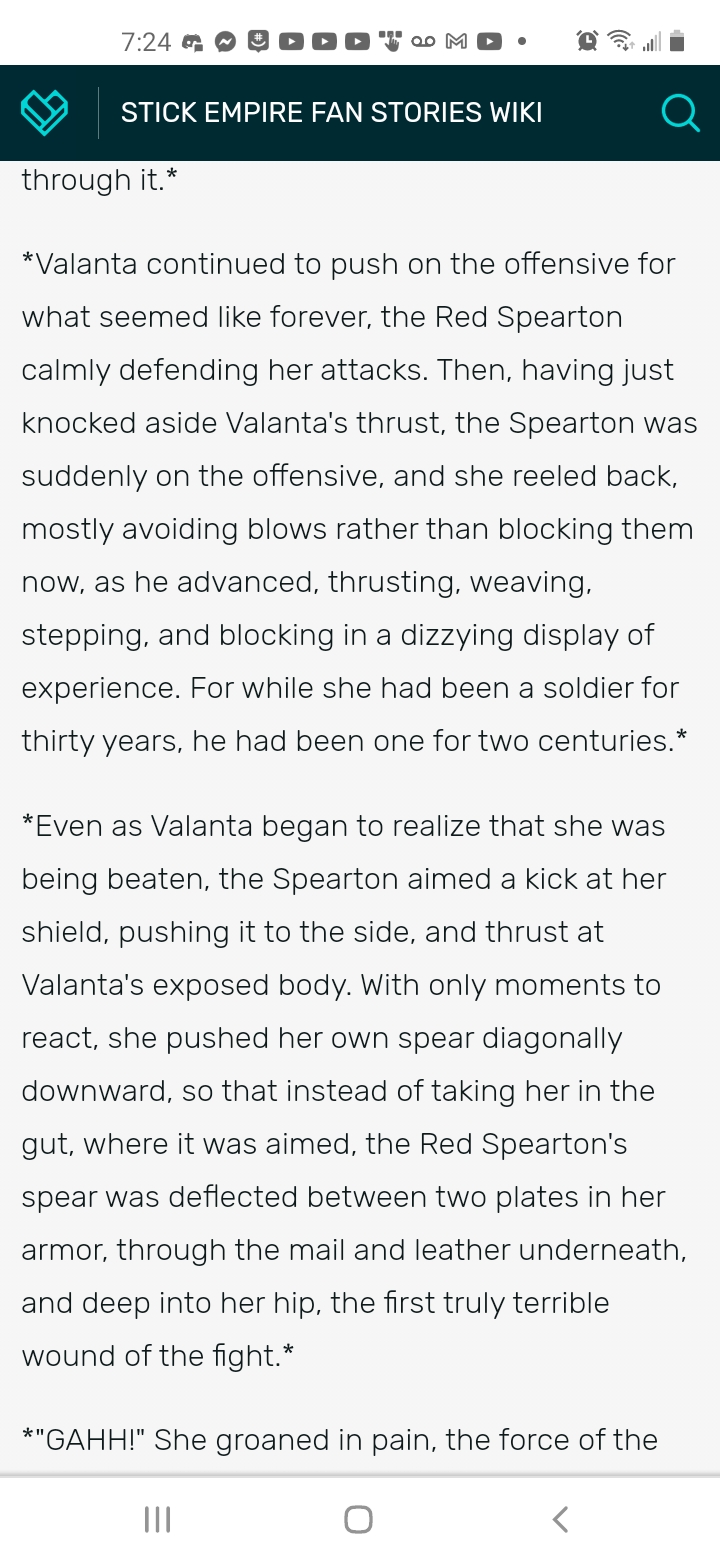 7:24
STICK EMPIRE FAN STORIES WIKI
through it.*
*Valanta continued to push on the offensive for
what seemed like forever, the Red Spearton
calmly defending her attacks. Then, having just
knocked aside Valanta's thrust, the Spearton was
suddenly on the offensive, and she reeled back,
mostly avoiding blows rather than blocking them
now, as he advanced, thrusting, weaving,
stepping, and blocking in a dizzying display of
experience. For while she had been a soldier for
thirty years, he had been one for two centuries.*
*Even as Valanta began to realize that she was
being beaten, the Spearton aimed a kick at her
shield, pushing it to the side, and thrust at
Valanta's exposed body. With only moments to
react, she pushed her own spear diagonally
downward, so that instead of taking her in the
gut, where it was aimed, the Red Spearton's
spear was deflected between two plates in her
armor, through the mail and leather underneath,
and deep into her hip, the first truly terrible
wound of the fight.*
*"GAHH!" She groaned in pain, the force of the